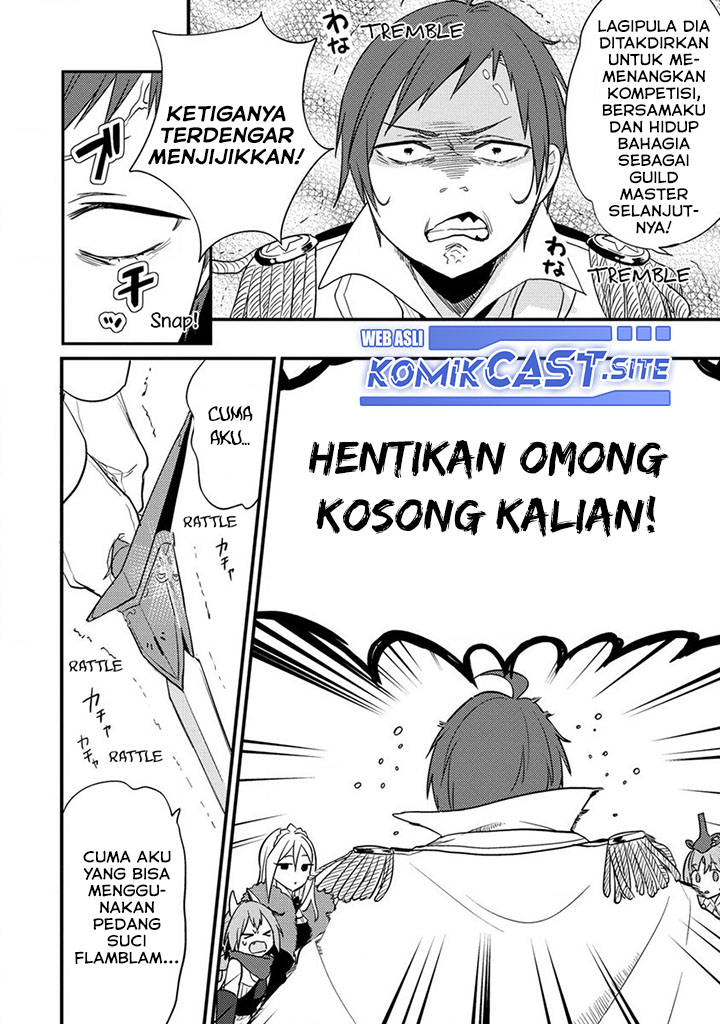 LAGIPULA DIA
DITAKDIRKAN
UNTUK ME-
MENANGKAN
KOMPETISI,
BERSAMAKU
DAN HIDUP
BAHAGIA
SEBAGAI
GUILD
MASTER
SELANJUT-
NYA!
わな
TREMBLE
KETIGANYA
TERDENGAR
MENJIJIKKAN!
わな
TREMBLE
Snap!
WEB ASLI
KOMIKCAST.SITE
HENTIKAN OMONG
KOSONG KALIAN!
CUMA
AKU...
RATTLE
カチャ
RATTLE
カチャ
カチャ
RATTLE
CUMA AKU
YANG BISA
MENGGU-
NAKAN
PEDANG
SUCI
FLAMBLAM...